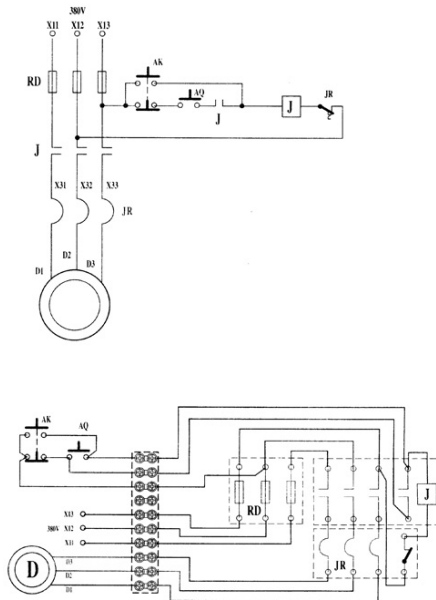 380V
X11 X12 X13
AK
RD
AQ
J
JR
J
J
X31 X32 X33
JR
D2
D1
D3
AK
AQ
J
X13
RD
380V X12
X11
JR
D3
D
D2
D1